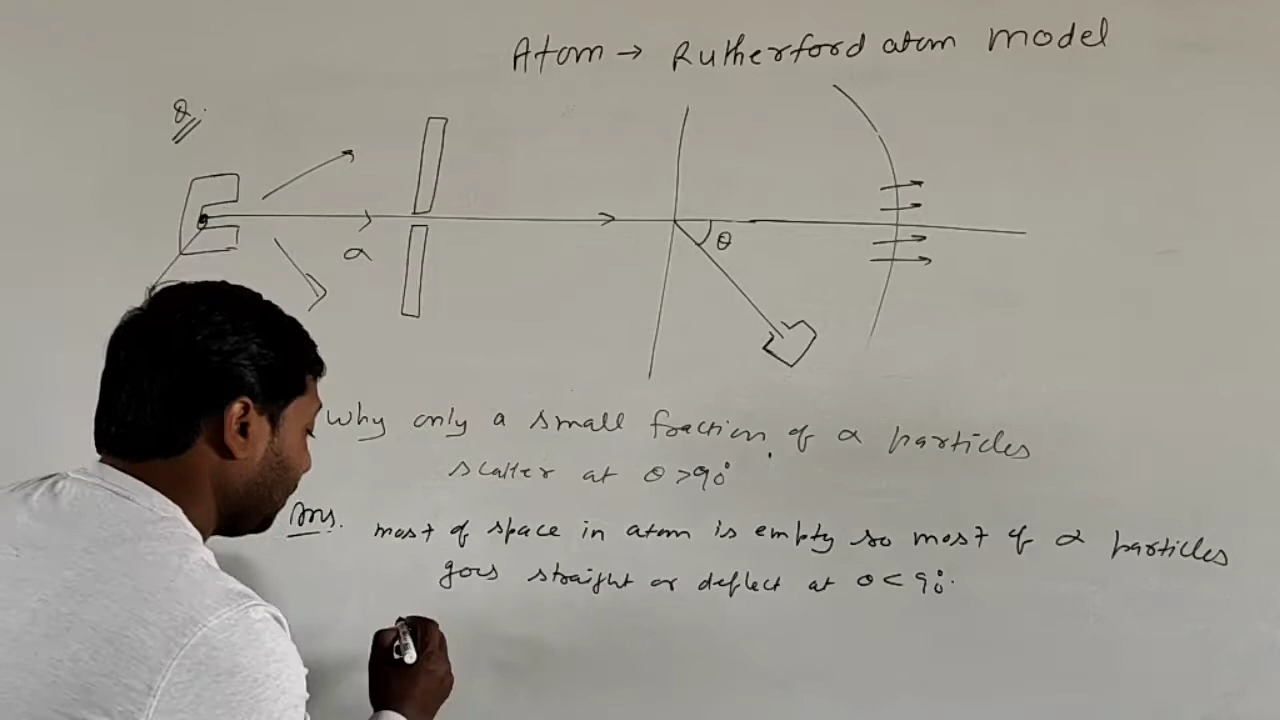 Atom → Rutherford atom model
Q.
α
θ
Why only a small fraction of α particles
scatter at θ > 90°
Ans. most of space in atom is empty so most of α particles
goes straight or deflect at θ < 90°.